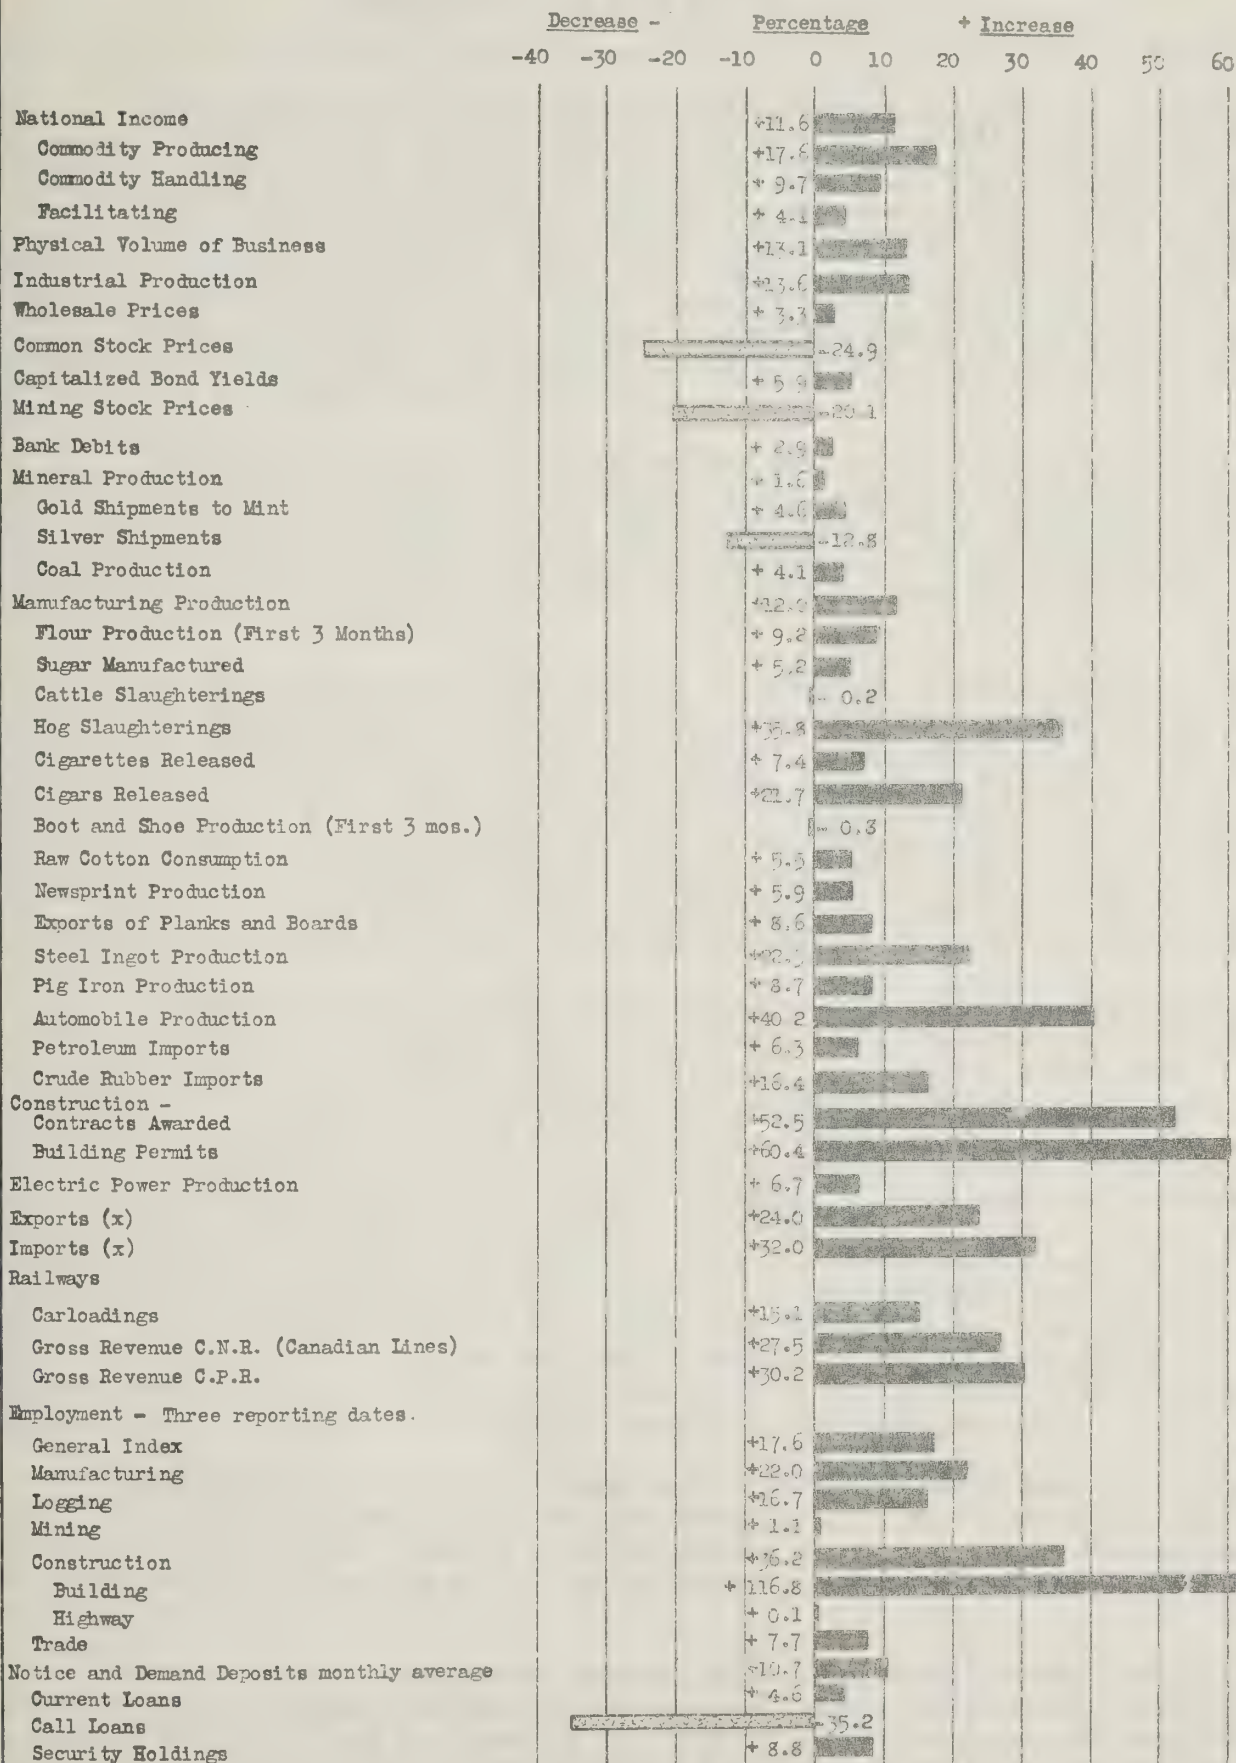 Decrease - Percentage + Increase
-40 -30 -20 -10 0 10 20 30 40 50 60
National Income +11.6
Commodity Producing
Commodity Handling + 9.7
Facilitating + 4.1
Physical Volume of Business +13.1
Industrial Production +13.6
Wholesale Prices + 3.3
Common Stock Prices -24.9
Capitalized Bond Yields + 5 9
Mining Stock Prices -20 1
Bank Debits + 2.9
Mineral Production + 1.6
Gold Shipments to Mint + 4.6
Silver Shipments -12.8
Coal Production + 4.1
Manufacturing Production
Flour Production (First 3 Months) + 9.2
Sugar Manufactured + 5.2
Cattle Slaughterings - 0.2
Hog Slaughterings +35.8
Cigarettes Released + 7.4
Cigars Released +21.7
Boot and Shoe Production (First 3 mos.) - 0.3
Raw Cotton Consumption + 5.5
Newsprint Production + 5.9
Exports of Planks and Boards + 8.6
Steel Ingot Production
Pig Iron Production + 8.7
Automobile Production +40 2
Petroleum Imports + 6.3
Crude Rubber Imports +16.4
Construction -
Contracts Awarded +52.5
Building Permits +60.4
Electric Power Production + 6.7
Exports (x) +24.0
Imports (x) +32.0
Railways
Carloadings +15.1
Gross Revenue C.N.R. (Canadian Lines) +27.5
Gross Revenue C.P.R. +30.2
Employment - Three reporting dates.
General Index +17.6
Manufacturing +22.0
Logging +16.7
Mining + 1.1
Construction +36.2
Building + 116.8
Highway + 0.1
Trade + 7.7
Notice and Demand Deposits monthly average +10.7
Current Loans + 4.6
Call Loans -35.2
Security Holdings + 8.8